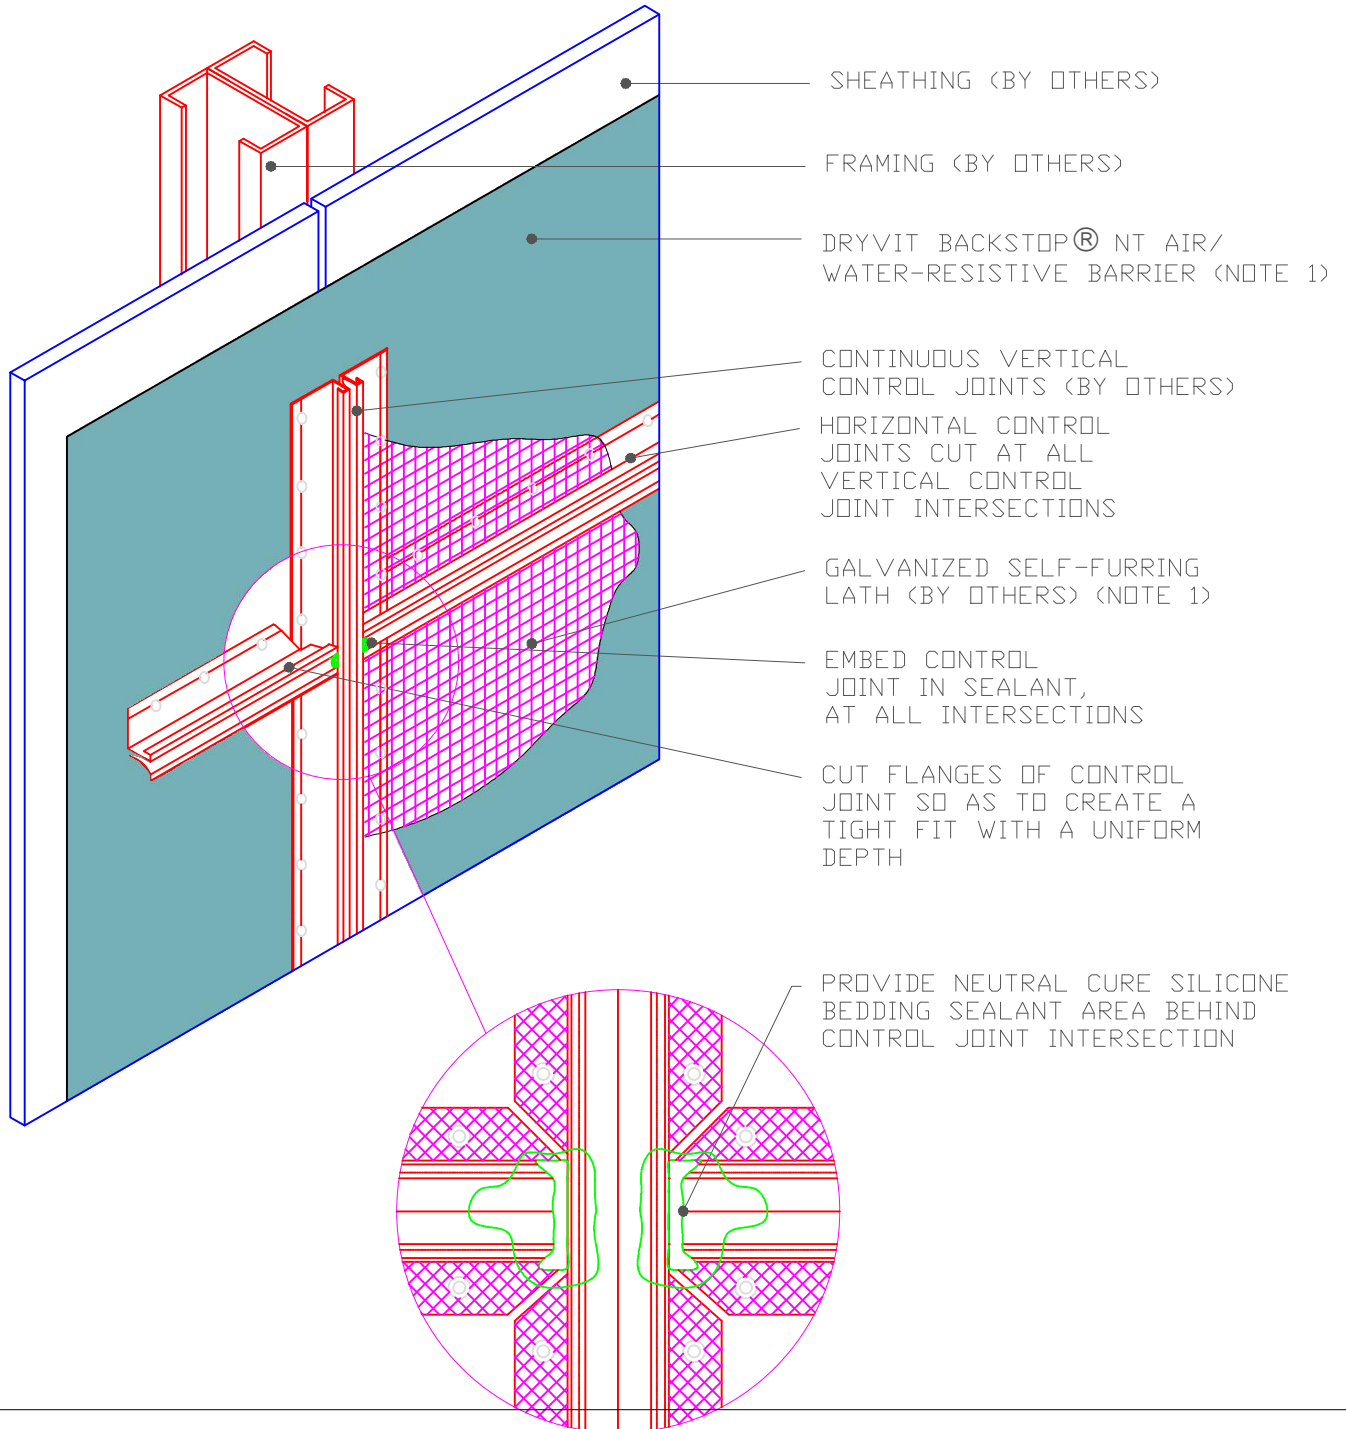 SHEATHING (BY OTHERS)
FRAMING (BY OTHERS)
DRYVIT BACKSTOP® NT AIR/
WATER-RESISTIVE BARRIER (NOTE 1)
CONTINUOUS VERTICAL
CONTROL JOINTS (BY OTHERS)
HORIZONTAL CONTROL
JOINTS CUT AT ALL
VERTICAL CONTROL
JOINT INTERSECTIONS
GALVANIZED SELF-FURRING
LATH (BY OTHERS) (NOTE 1)
EMBED CONTROL
JOINT IN SEALANT,
AT ALL INTERSECTIONS
CUT FLANGES OF CONTROL
JOINT SO AS TO CREATE A
TIGHT FIT WITH A UNIFORM
DEPTH
PROVIDE NEUTRAL CURE SILICONE
BEDDING SEALANT AREA BEHIND
CONTROL JOINT INTERSECTION